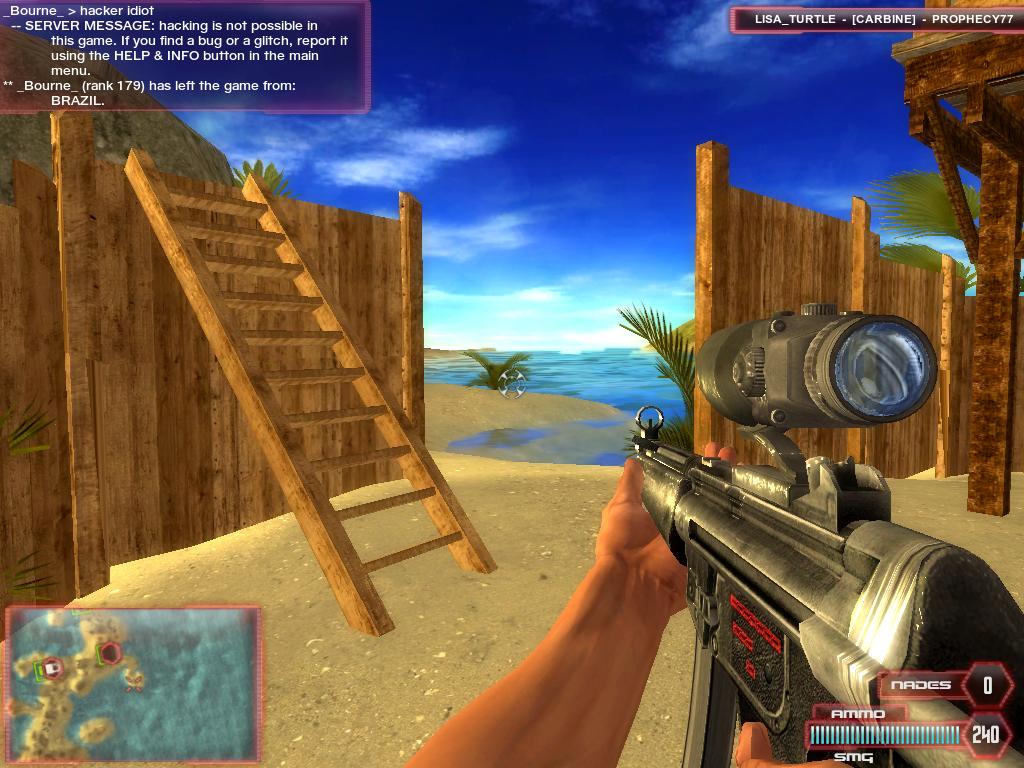 _Bourne_ > hacker idiot
-- SERVER MESSAGE: hacking is not possible in
this game. If you find a bug or a glitch, report it
using the HELP & INFO button in the main
menu.
** _Bourne_ (rank 179) has left the game from:
BRAZIL.
LISA_TURTLE - [CARBINE] - PROPHECY77
NADES 0
AMMO
240
SMG